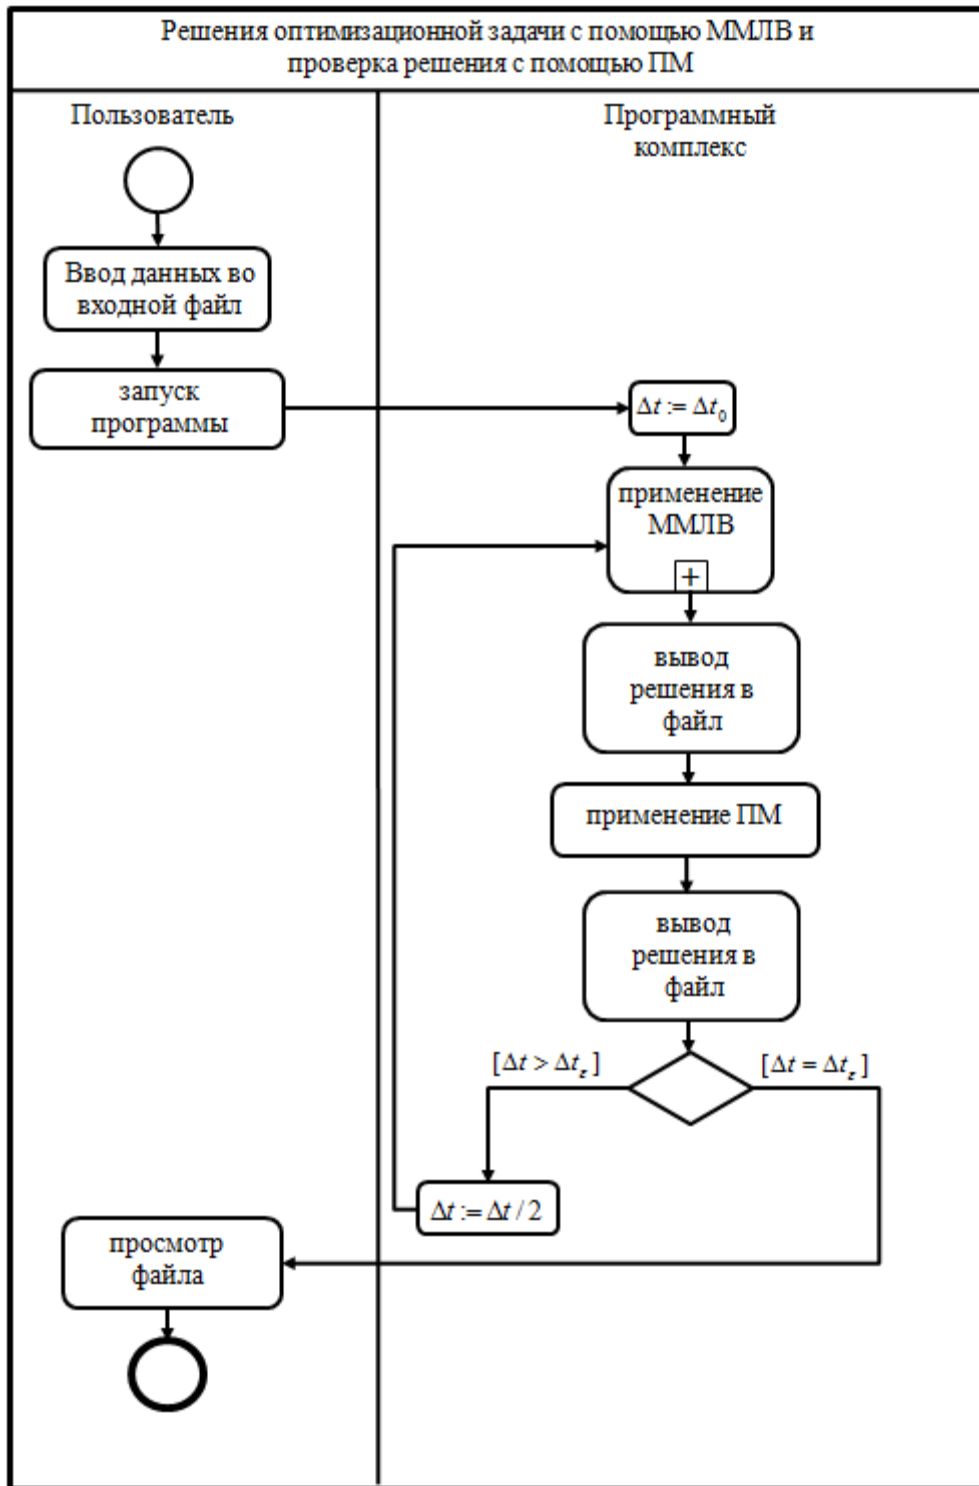 Решения оптимизационной задачи с помощью ММЛВ и
проверка решения с помощью ПМ
Пользователь
Программный
комплекс
Ввод данных во
входной файл
запуск
программы
Δt := Δt₀
применение
ММЛВ
+
вывод
решения в
файл
применение ПМ
вывод
решения в
файл
[Δt > Δtε]
[Δt = Δtε]
Δt := Δt / 2
просмотр
файла